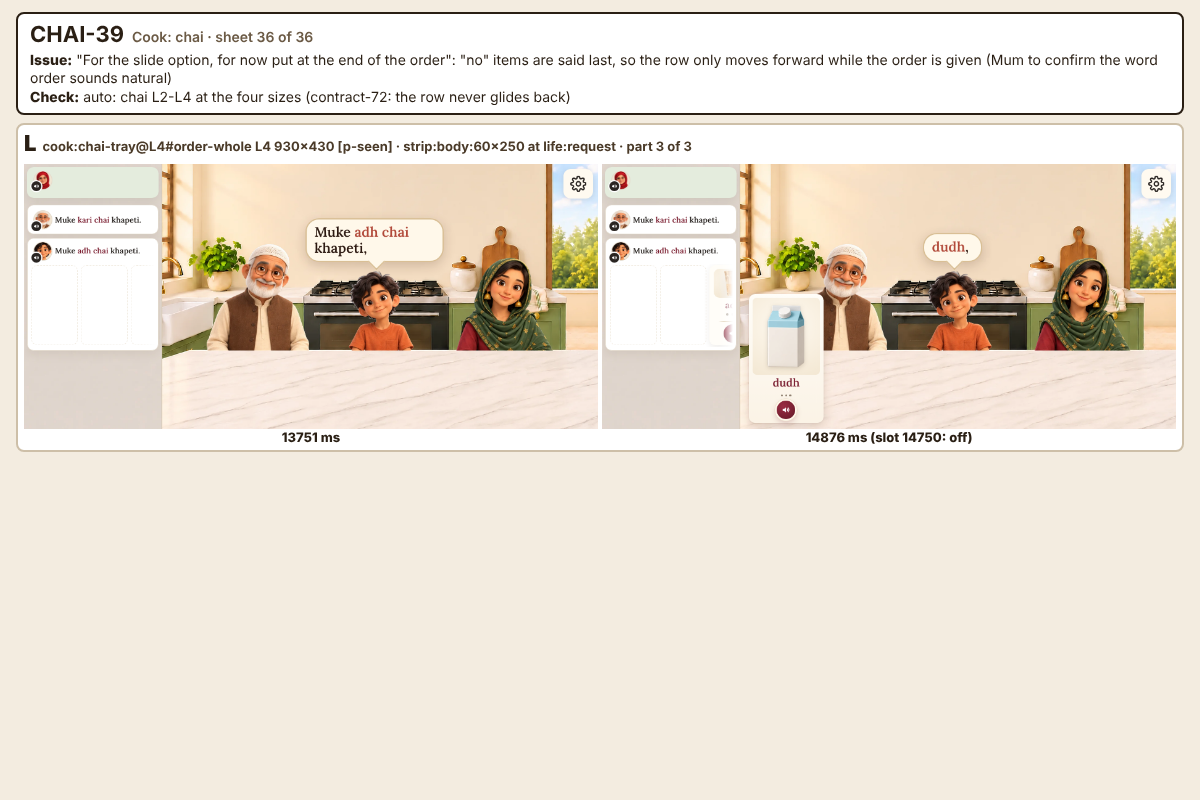 CHAI-39 Cook: chai · sheet 36 of 36
Issue: "For the slide option, for now put at the end of the order": "no" items are said last, so the row only moves forward while the order is given (Mum to confirm the word
order sounds natural)
Check: auto: chai L2-L4 at the four sizes (contract-72: the row never glides back)
L cook:chai-tray@L4#order-whole L4 930×430 [p-seen] · strip:body:60×250 at life:request · part 3 of 3
Muke kari chai khapeti.
Muke adh chai khapeti.
Muke adh chai
khapeti,
13751 ms
Muke kari chai khapeti.
Muke adh chai khapeti.
dudh,
dudh
14876 ms (slot 14750: off)